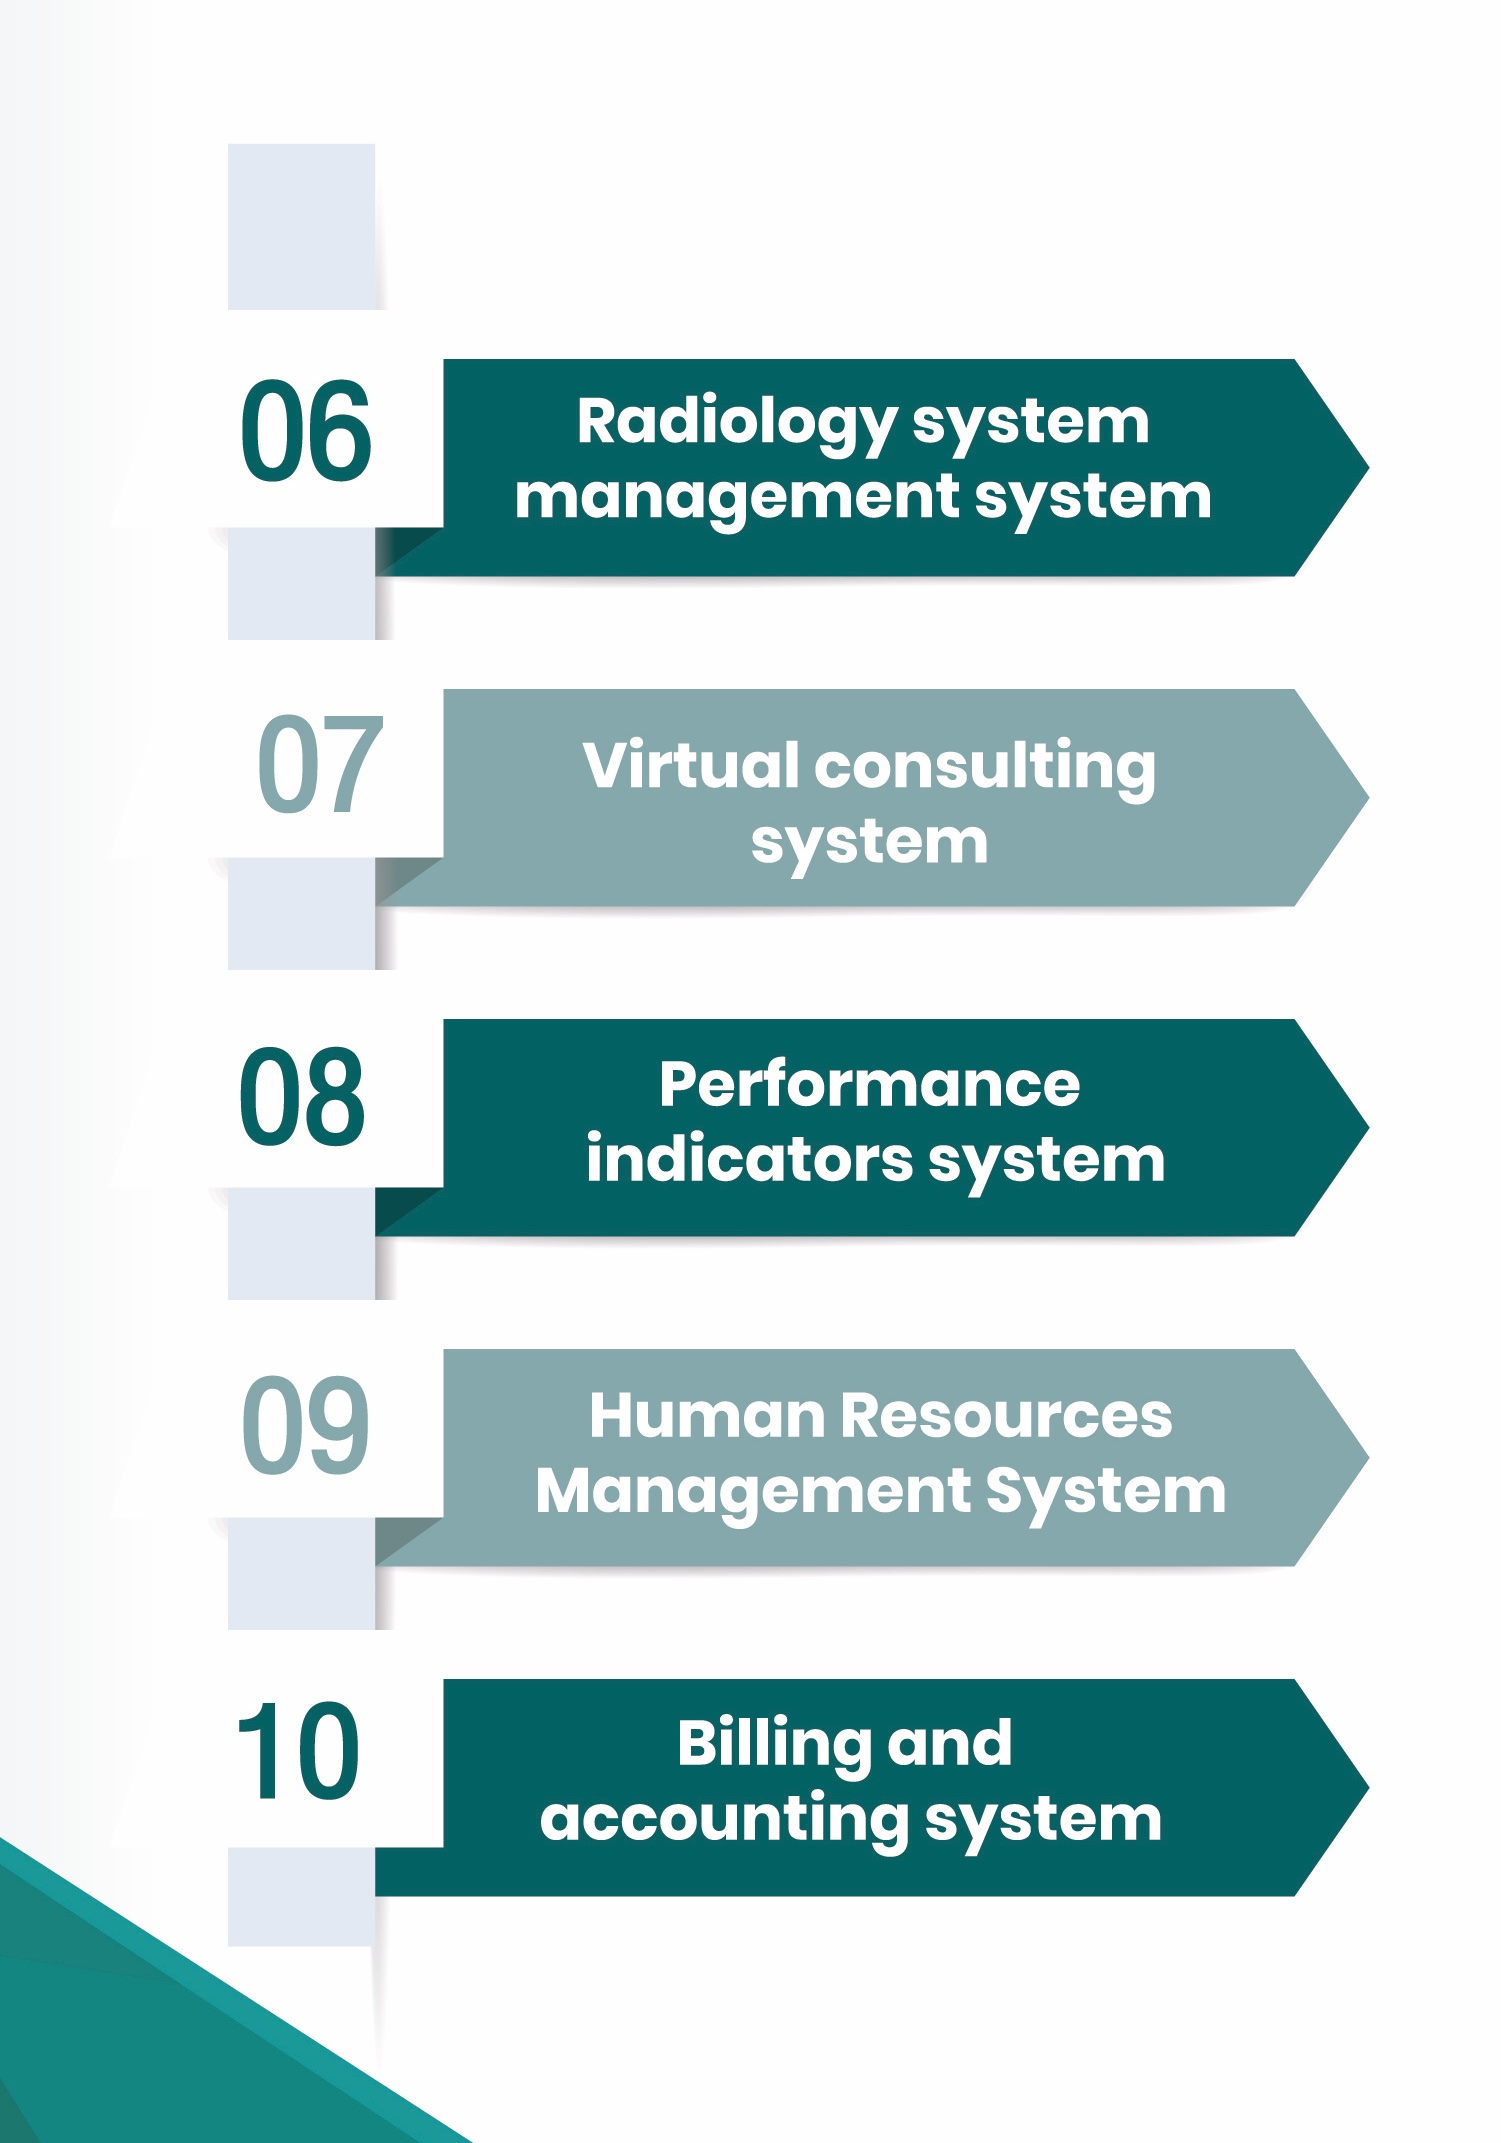 06
Radiology system
management system
07
Virtual consulting
system
08
Performance
indicators system
09
Human Resources
Management System
10
Billing and
accounting system